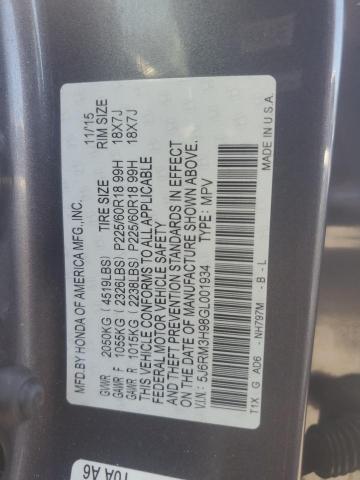 MFD.BY HONDA OF AMERICA MFG.,INC. 11/15
TIRE SIZE RIM SIZE
GVWR 2050KG (4519LBS)
GAWR F 1055KG (2326LBS) P225/60R18 99H 18X7J
GAWR R 1015KG (2238LBS) P225/60R18 99H 18X7J
THIS VEHICLE CONFORMS TO ALL APPLICABLE
FEDERAL MOTOR VEHICLE SAFETY
AND THEFT PREVENTION STANDARDS IN EFFECT
ON THE DATE OF MANUFACTURE SHOWN ABOVE.
V.I.N.: 5J6RM3H98GL001934 TYPE: MPV
T1X G AD6 - NH797M - B - L
MADE IN U.S.A.
10A A6